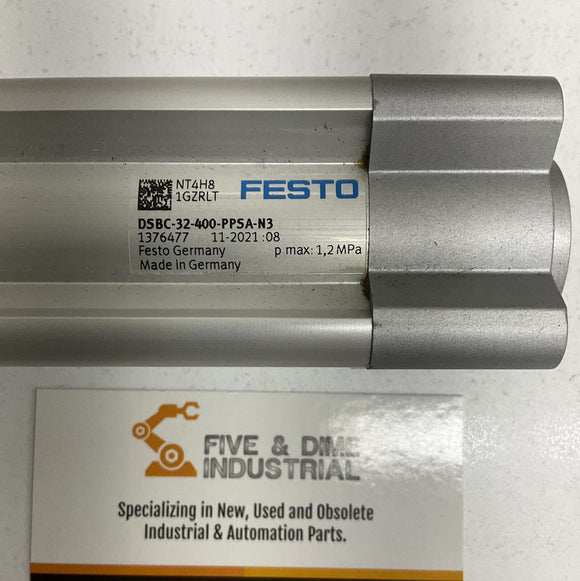 NT4H8
1GZRLT
FESTO
DSBC-32-400-PPSA-N3
1376477 11-2021:08
Festo Germany p max: 1,2 MPa
Made in Germany
FIVE & DIME
INDUSTRIAL
Specializing in New, Used and Obsolete
Industrial & Automation Parts.